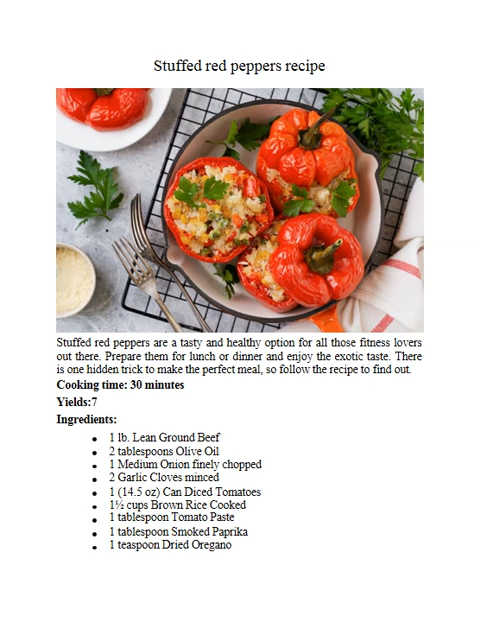 Stuffed red peppers recipe
Stuffed red peppers are a tasty and healthy option for all those fitness lovers
out there. Prepare them for lunch or dinner and enjoy the exotic taste. There
is one hidden trick to make the perfect meal, so follow the recipe to find out.
Cooking time: 30 minutes
Yields:7
Ingredients:
• 1 lb. Lean Ground Beef
• 2 tablespoons Olive Oil
• 1 Medium Onion finely chopped
• 2 Garlic Cloves minced
• 1 (14.5 oz) Can Diced Tomatoes
• 1½ cups Brown Rice Cooked
• 1 tablespoon Tomato Paste
• 1 tablespoon Smoked Paprika
• 1 teaspoon Dried Oregano